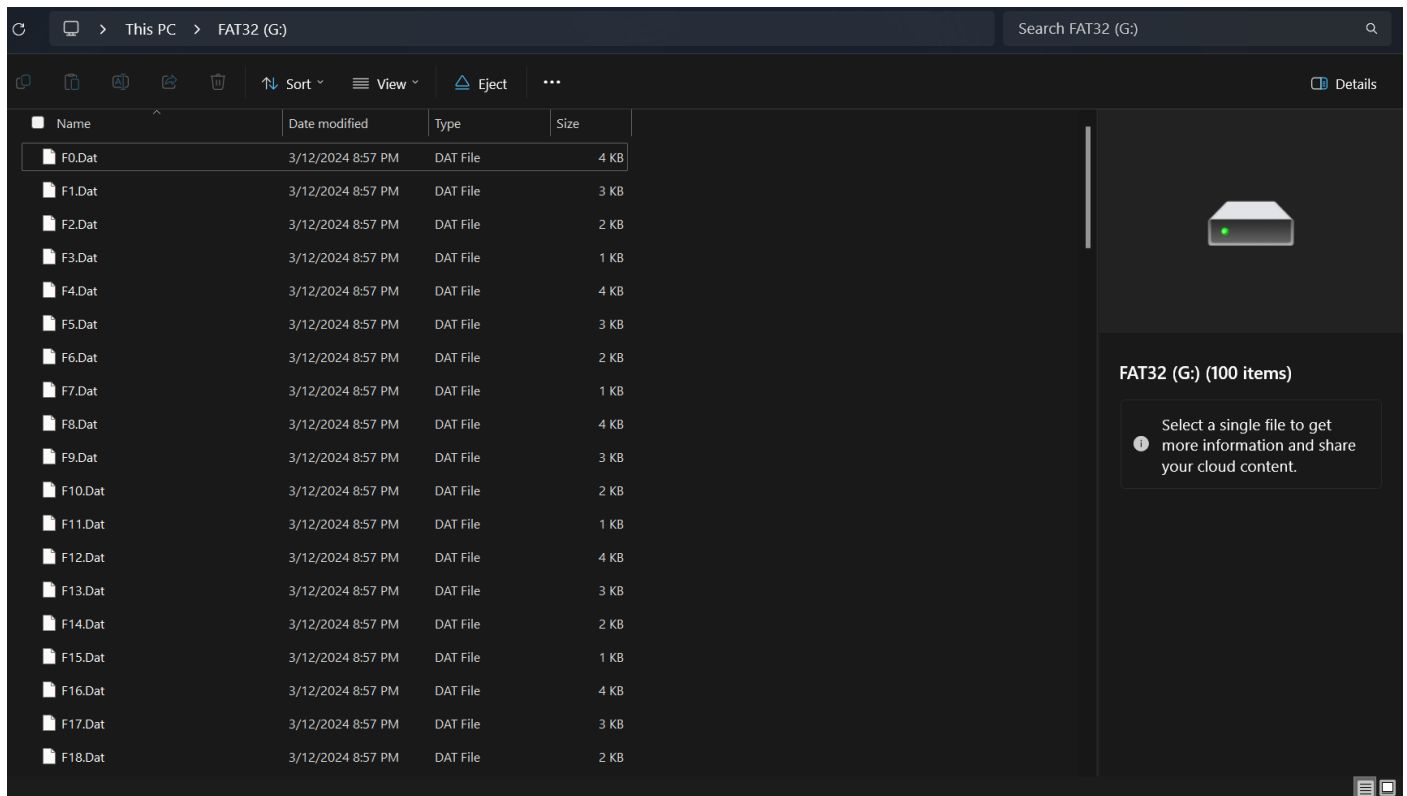 This PC > FAT32 (G:) Search FAT32 (G:)
Sort View Eject ... Details
Name Date modified Type Size
F0.Dat 3/12/2024 8:57 PM DAT File 4 KB
F1.Dat 3/12/2024 8:57 PM DAT File 3 KB
F2.Dat 3/12/2024 8:57 PM DAT File 2 KB
F3.Dat 3/12/2024 8:57 PM DAT File 1 KB
F4.Dat 3/12/2024 8:57 PM DAT File 4 KB
F5.Dat 3/12/2024 8:57 PM DAT File 3 KB
F6.Dat 3/12/2024 8:57 PM DAT File 2 KB
F7.Dat 3/12/2024 8:57 PM DAT File 1 KB
F8.Dat 3/12/2024 8:57 PM DAT File 4 KB
F9.Dat 3/12/2024 8:57 PM DAT File 3 KB
F10.Dat 3/12/2024 8:57 PM DAT File 2 KB
F11.Dat 3/12/2024 8:57 PM DAT File 1 KB
F12.Dat 3/12/2024 8:57 PM DAT File 4 KB
F13.Dat 3/12/2024 8:57 PM DAT File 3 KB
F14.Dat 3/12/2024 8:57 PM DAT File 2 KB
F15.Dat 3/12/2024 8:57 PM DAT File 1 KB
F16.Dat 3/12/2024 8:57 PM DAT File 4 KB
F17.Dat 3/12/2024 8:57 PM DAT File 3 KB
F18.Dat 3/12/2024 8:57 PM DAT File 2 KB
FAT32 (G:) (100 items)
Select a single file to get
more information and share
your cloud content.